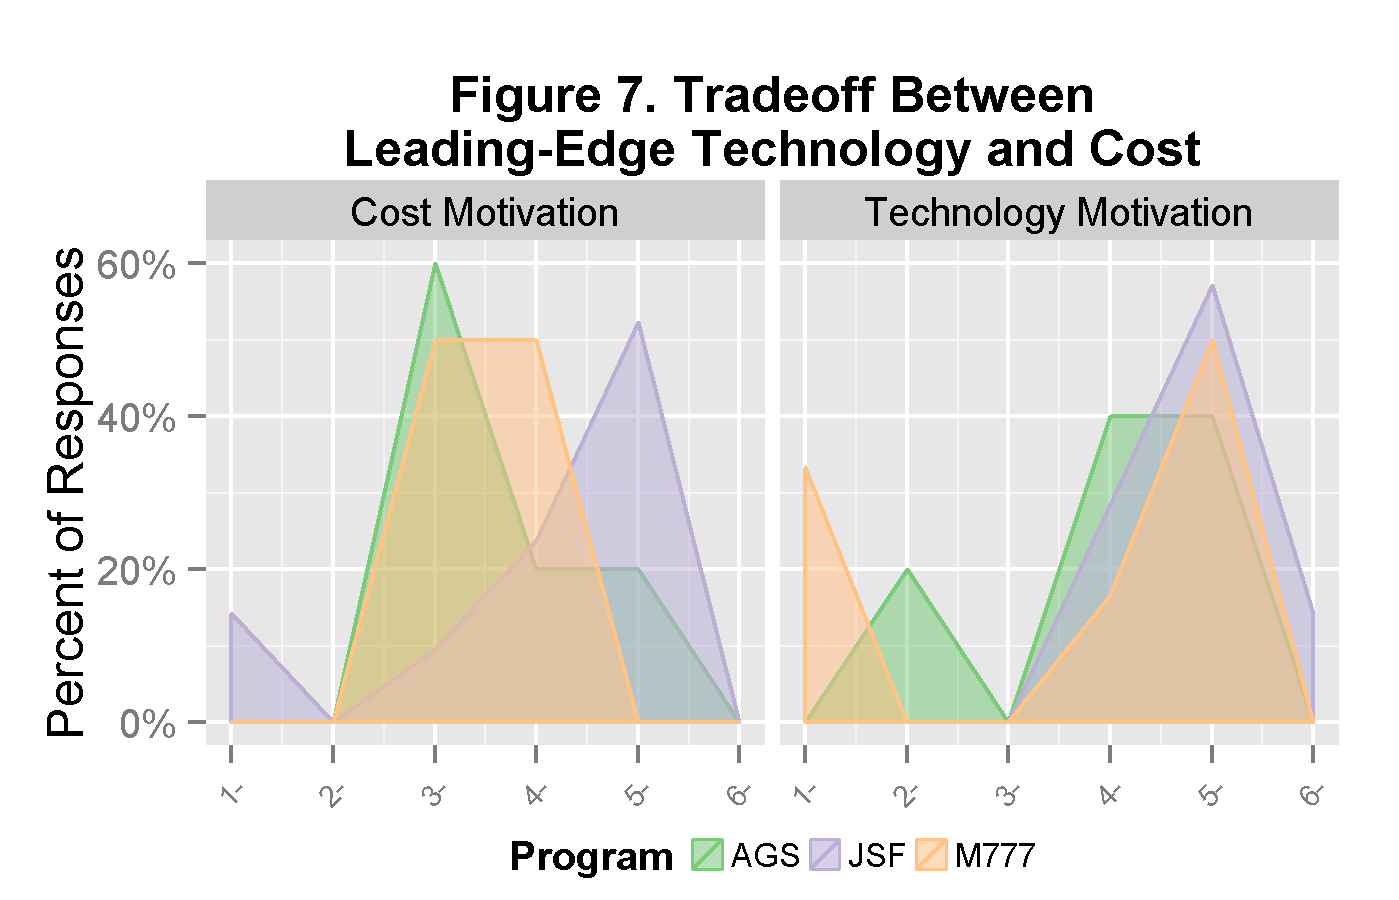 Figure 7. Tradeoff Between
Leading-Edge Technology and Cost
Cost Motivation
Technology Motivation
Percent of Responses
60%
40%
20%
0%
1-
2-
3-
4-
5-
6-
1-
2-
3-
4-
5-
6-
Program AGS JSF M777